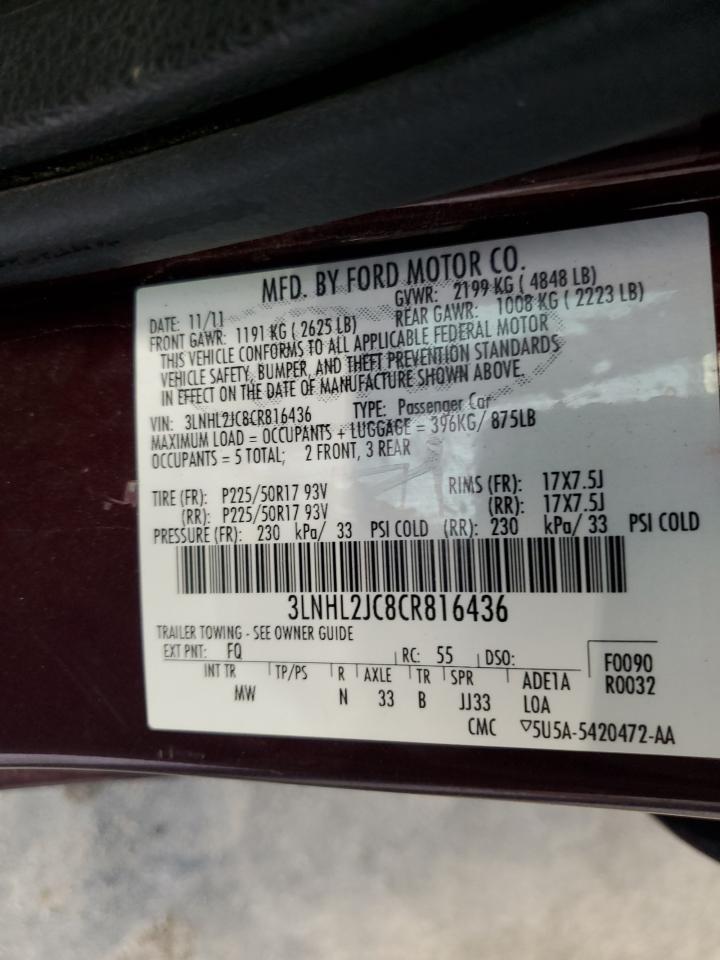 MFD. BY FORD MOTOR CO.
DATE: 11/11 GVWR: 2199 KG ( 4848 LB)
FRONT GAWR: 1191 KG ( 2625 LB) REAR GAWR: 1008 KG ( 2223 LB)
THIS VEHICLE CONFORMS TO ALL APPLICABLE FEDERAL MOTOR
VEHICLE SAFETY, BUMPER, AND THEFT PREVENTION STANDARDS
IN EFFECT ON THE DATE OF MANUFACTURE SHOWN ABOVE.
VIN: 3LNHL2JC8CR816436 TYPE: Passenger Car
MAXIMUM LOAD = OCCUPANTS + LUGGAGE = 396KG/ 875LB
OCCUPANTS = 5 TOTAL; 2 FRONT, 3 REAR
TIRE (FR): P225/50R17 93V RIMS (FR): 17X7.5J
(RR): P225/50R17 93V (RR): 17X7.5J
PRESSURE (FR): 230 kPa/ 33 PSI COLD (RR): 230 kPa/ 33 PSI COLD
3LNHL2JC8CR816436
TRAILER TOWING - SEE OWNER GUIDE
EXT PNT: FQ RC: 55 DSO: F0090
INT TR TP/PS R AXLE TR SPR ADE1A R0032
MW N 33 B JJ33 LOA
CMC ▽5U5A-5420472-AA